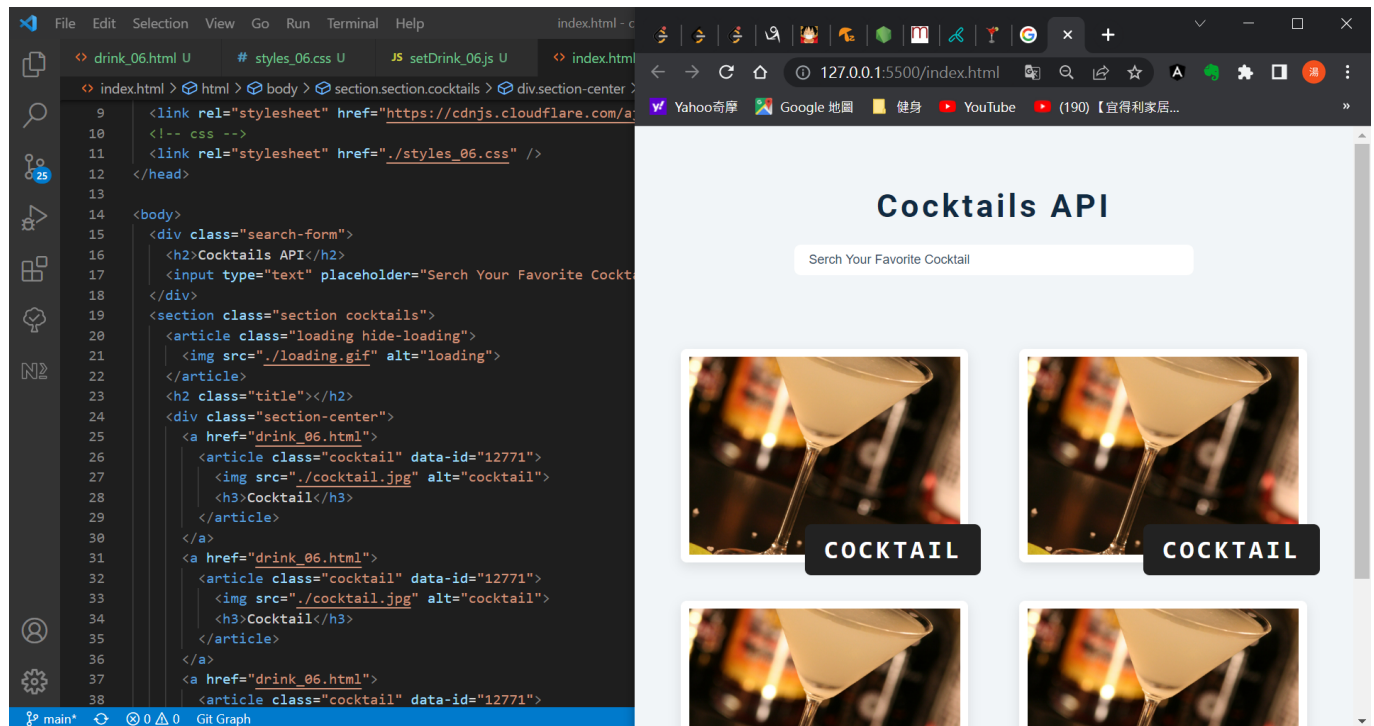 File Edit Selection View Go Run Terminal Help index.html - c
drink_06.html U # styles_06.css U JS setDrink_06.js U index.html
index.html > html > body > section.section.cocktails > div.section-center >
9 <link rel="stylesheet" href="https://cdnjs.cloudflare.com/aj
10 <!-- css -->
11 <link rel="stylesheet" href="./styles_06.css" />
12 </head>
13
14 <body>
15 <div class="search-form">
16 <h2>Cocktails API</h2>
17 <input type="text" placeholder="Serch Your Favorite Cockta
18 </div>
19 <section class="section cocktails">
20 <article class="loading hide-loading">
21 <img src="./loading.gif" alt="loading">
22 </article>
23 <h2 class="title"></h2>
24 <div class="section-center">
25 <a href="drink_06.html">
26 <article class="cocktail" data-id="12771">
27 <img src="./cocktail.jpg" alt="cocktail">
28 <h3>Cocktail</h3>
29 </article>
30 </a>
31 <a href="drink_06.html">
32 <article class="cocktail" data-id="12771">
33 <img src="./cocktail.jpg" alt="cocktail">
34 <h3>Cocktail</h3>
35 </article>
36 </a>
37 <a href="drink_06.html">
38 <article class="cocktail" data-id="12771">
25
main* 0 0 Git Graph
127.0.0.1:5500/index.html
湯
Yahoo奇摩 Google 地圖 健身 YouTube (190)【宜得利家居... »
Cocktails API
Serch Your Favorite Cocktail
COCKTAIL
COCKTAIL